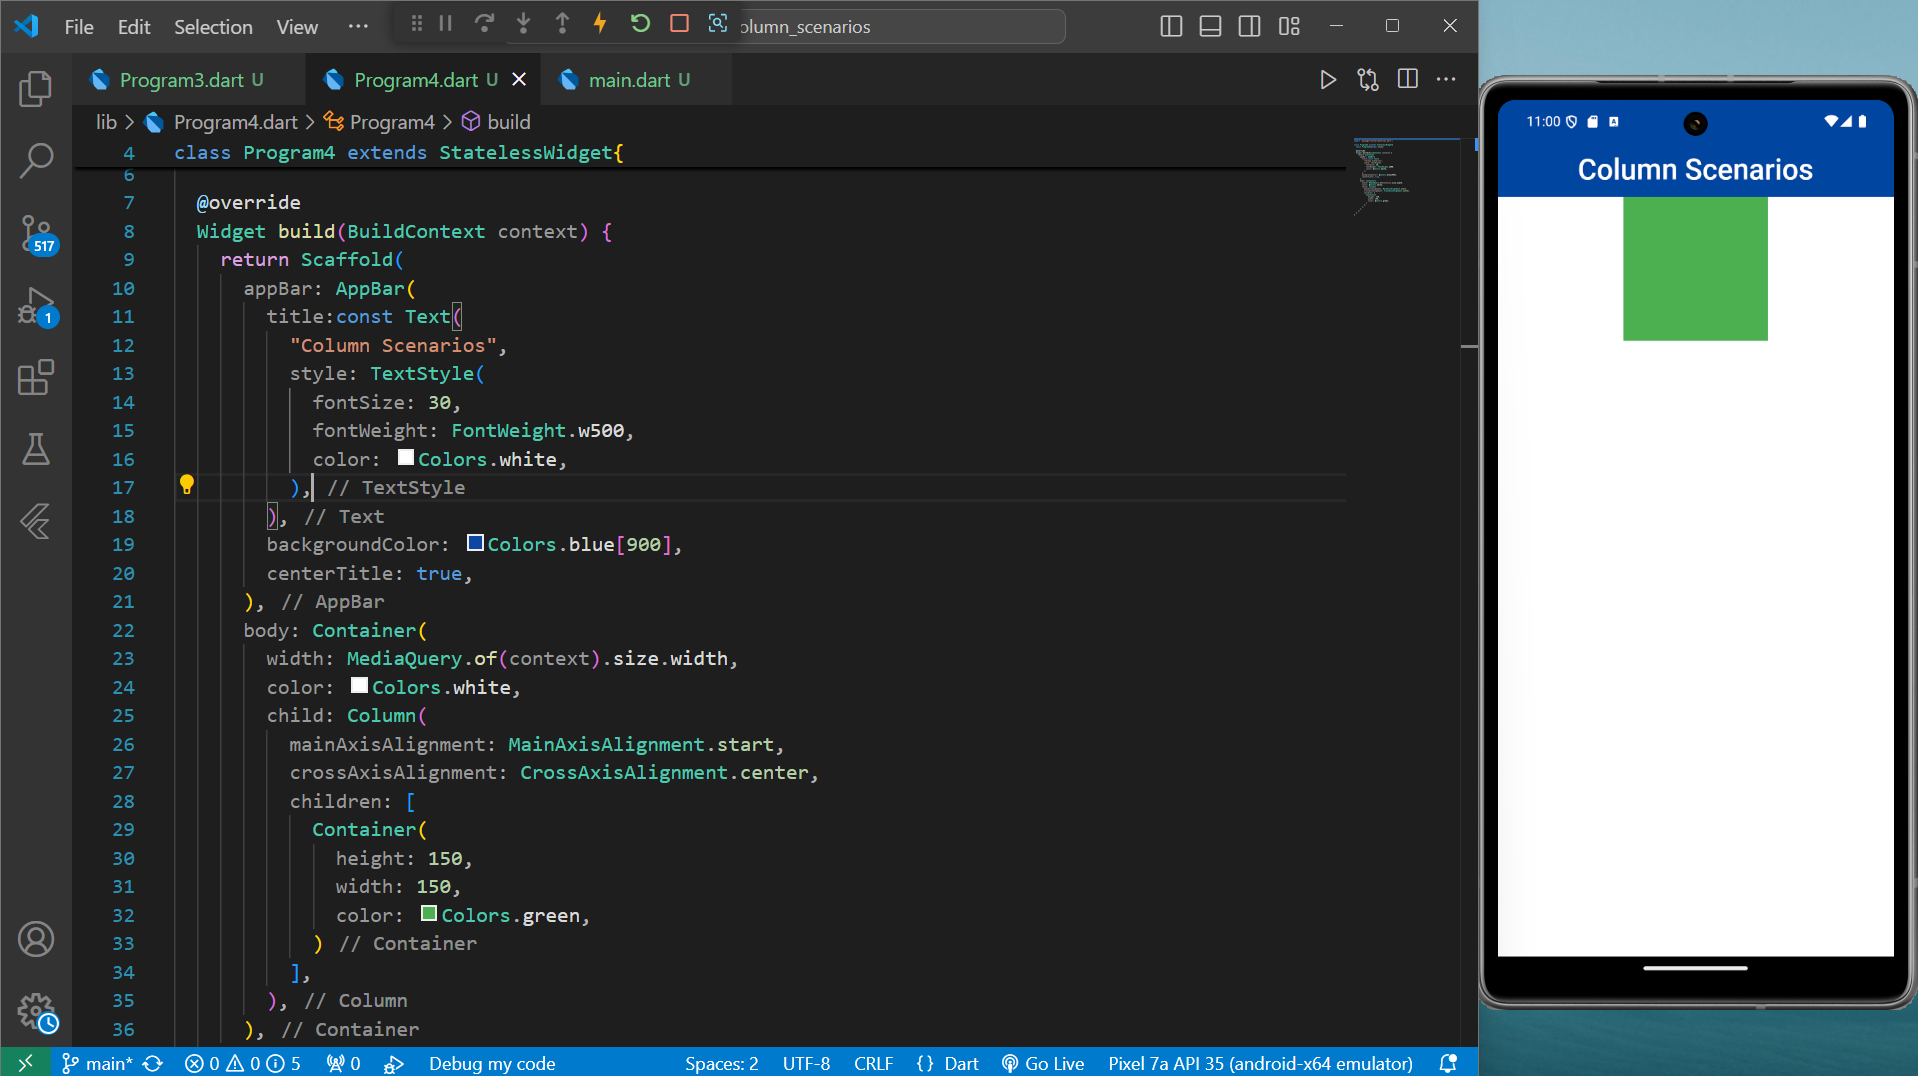 File Edit Selection View ··· olumn_scenarios
Program3.dart U Program4.dart U main.dart U
lib > Program4.dart > Program4 > build
4 class Program4 extends StatelessWidget{
6
7 @override
8 Widget build(BuildContext context) {
9 return Scaffold(
10 appBar: AppBar(
11 title:const Text(
12 "Column Scenarios",
13 style: TextStyle(
14 fontSize: 30,
15 fontWeight: FontWeight.w500,
16 color: Colors.white,
17 ), // TextStyle
18 ), // Text
19 backgroundColor: Colors.blue[900],
20 centerTitle: true,
21 ), // AppBar
22 body: Container(
23 width: MediaQuery.of(context).size.width,
24 color: Colors.white,
25 child: Column(
26 mainAxisAlignment: MainAxisAlignment.start,
27 crossAxisAlignment: CrossAxisAlignment.center,
28 children: [
29 Container(
30 height: 150,
31 width: 150,
32 color: Colors.green,
33 ) // Container
34 ],
35 ), // Column
36 ), // Container
517
1
main* 0 0 5 0 Debug my code Spaces: 2 UTF-8 CRLF {} Dart Go Live Pixel 7a API 35 (android-x64 emulator)
11:00
Column Scenarios